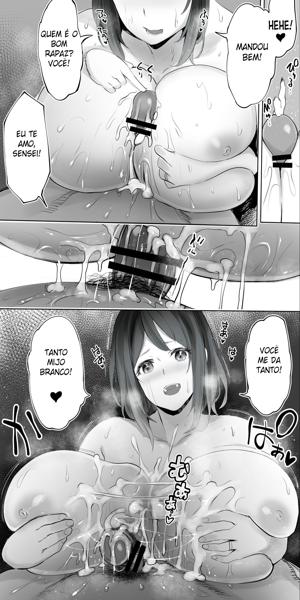 HEHE!
♥
MANDOU
BEM!
QUEM É O
BOM
RAPAZ?
VOCÊ!
EU TE
AMO,
SENSEI!!
VOCÊ
ME DA
TANTO!
TANTO
MIJO
BRANCO!
♥